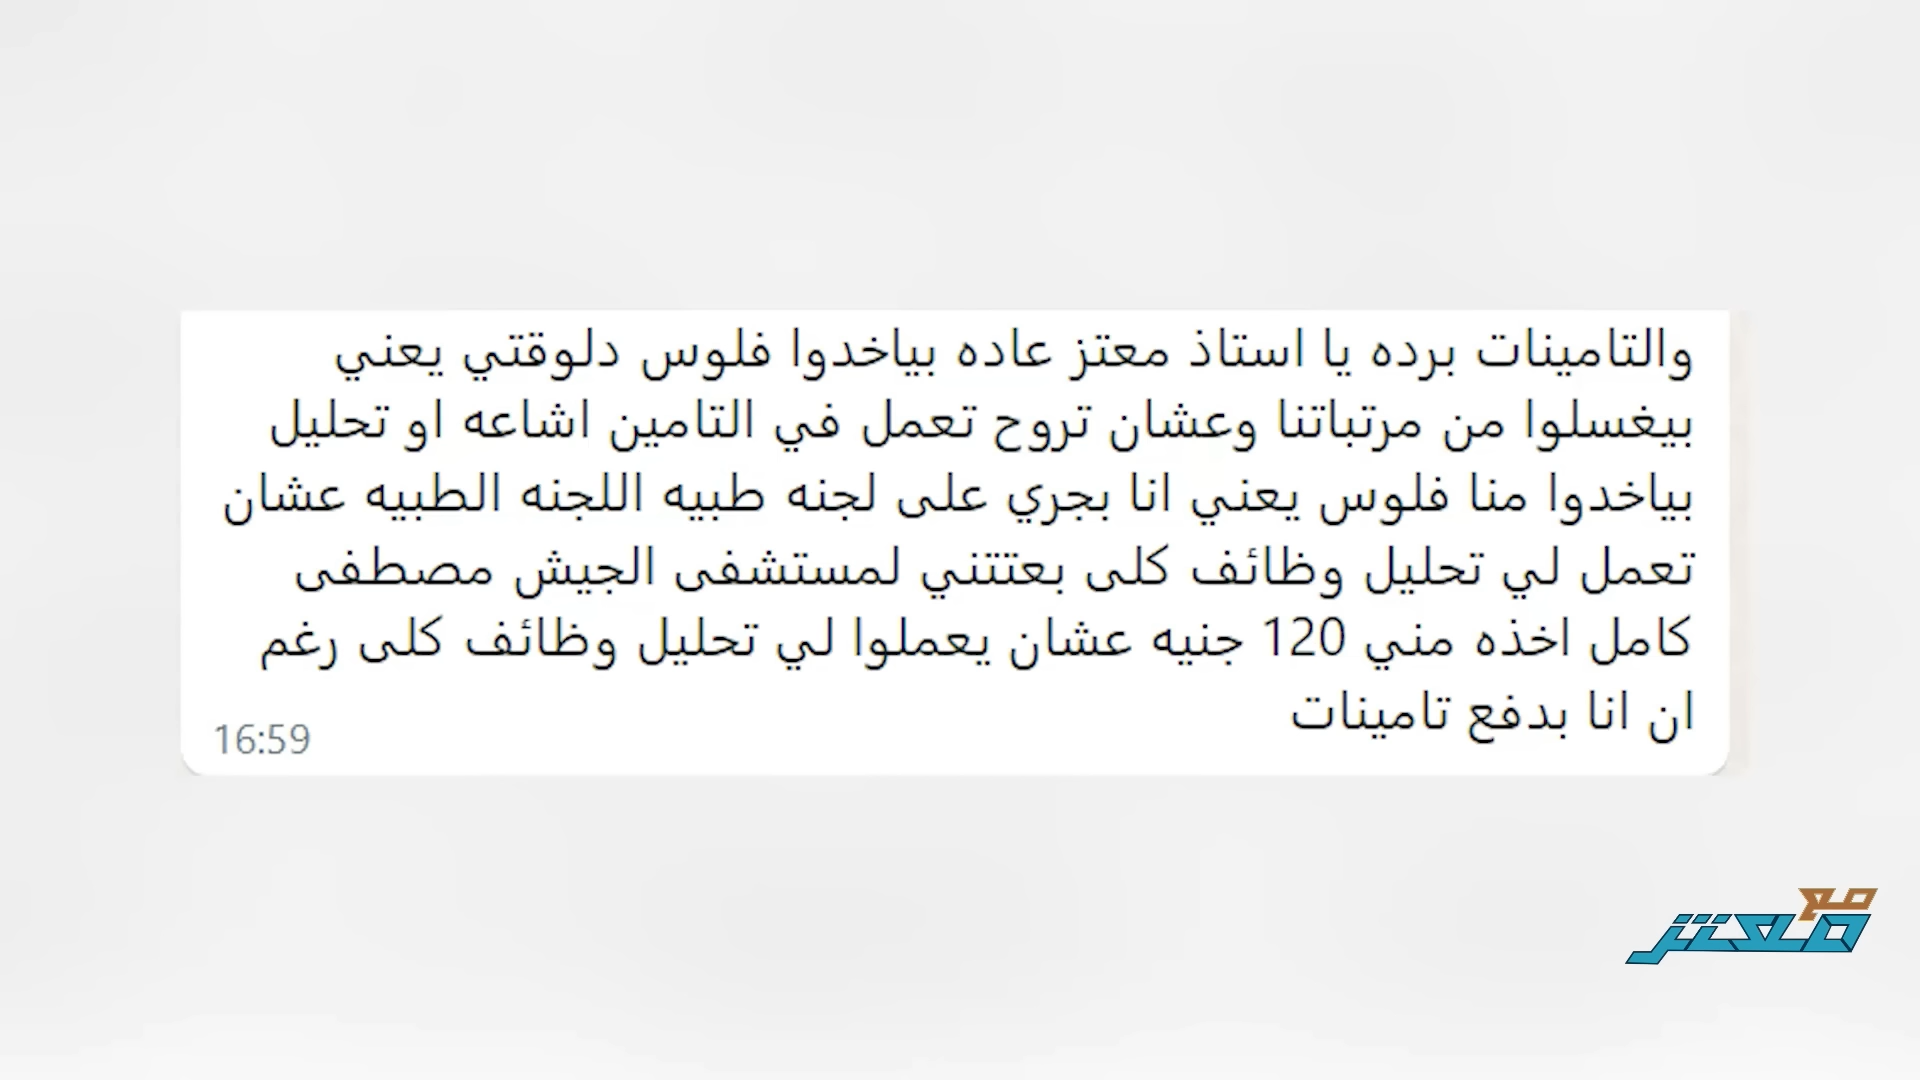 والتامينات برده يا استاذ معتز عاده بياخدوا فلوس دلوقتي يعني
بيغسلوا من مرتباتنا وعشان تروح تعمل في التامين اشاعه او تحليل
بياخدوا منا فلوس يعني انا بجري على لجنه طبيه اللجنه الطبيه عشان
تعمل لي تحليل وظائف كلى بعتتني لمستشفى الجيش مصطفى
كامل اخذه مني 120 جنيه عشان يعملوا لي تحليل وظائف كلى رغم
ان انا بدفع تامينات
16:59
مع
معتز